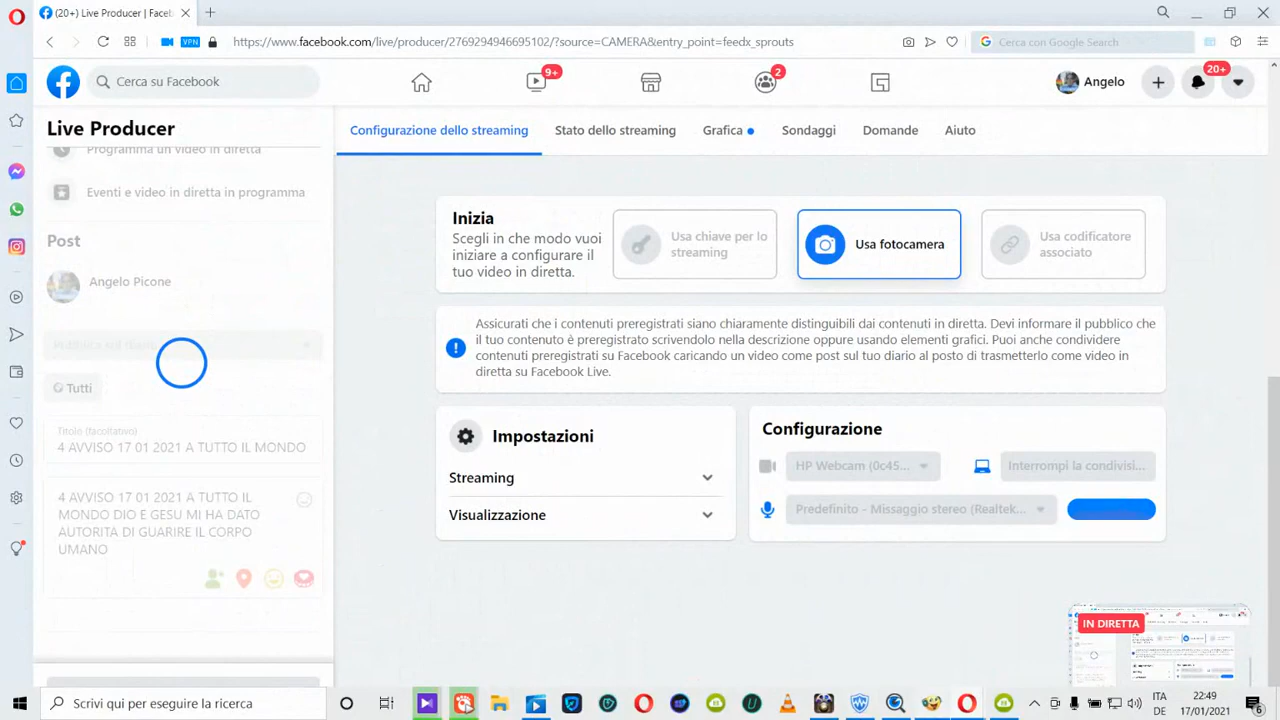 (20+) Live Producer | Faceb
VPN
https://www.facebook.com/live/producer/2769294946695102/?source=CAMERA&entry_point=feedx_sprouts
Cerca con Google Search
Cerca su Facebook
9+
2
Angelo
20+
Live Producer
Programma un video in diretta
Eventi e video in diretta in programma
Post
Angelo Picone
Tutti
Titolo (facoltativo)
4 AVVISO 17 01 2021 A TUTTO IL MONDO
4 AVVISO 17 01 2021 A TUTTO IL
MONDO DIO E GESU MI HA DATO
AUTORITÀ DI GUARIRE IL CORPO
UMANO
Configurazione dello streaming
Stato dello streaming
Grafica
Sondaggi
Domande
Aiuto
Inizia
Scegli in che modo vuoi
iniziare a configurare il
tuo video in diretta.
Usa chiave per lo
streaming
Usa fotocamera
Usa codificatore
associato
Assicurati che i contenuti preregistrati siano chiaramente distinguibili dai contenuti in diretta. Devi informare il pubblico che
il tuo contenuto è preregistrato scrivendolo nella descrizione oppure usando elementi grafici. Puoi anche condividere
contenuti preregistrati su Facebook caricando un video come post sul tuo diario al posto di trasmetterlo come video in
diretta su Facebook Live.
Impostazioni
Streaming
Visualizzazione
Configurazione
HP Webcam (0c45...
Interrompi la condivisi...
Predefinito - Missaggio stereo (Realtek...
IN DIRETTA
Scrivi qui per eseguire la ricerca
ITA
DE
22:49
17/01/2021
6